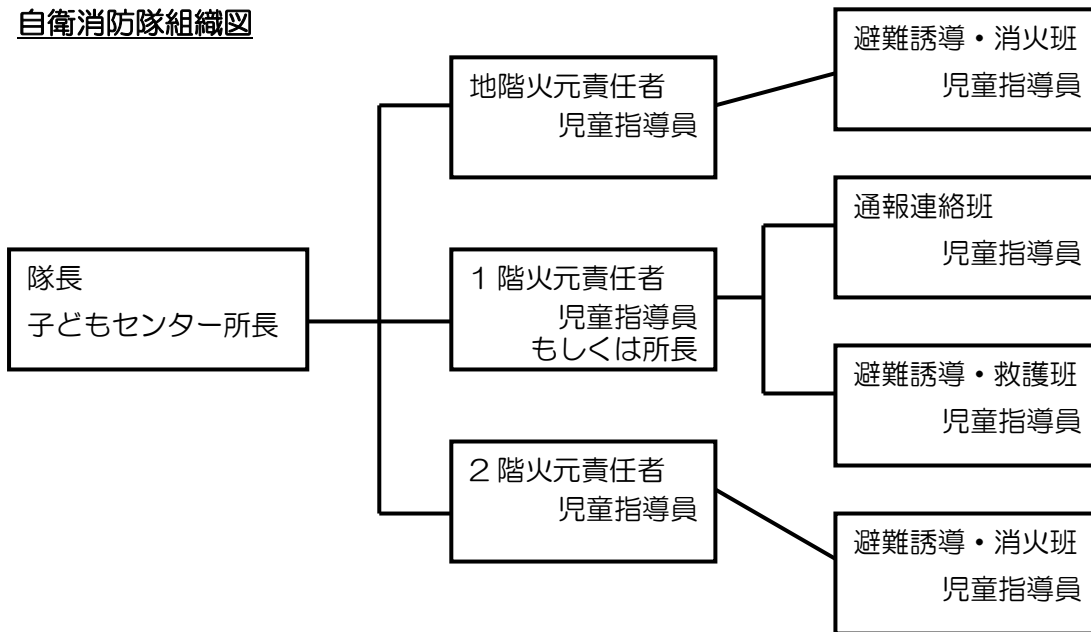 自衛消防隊組織図
隊長
子どもセンター所長
地階火元責任者
児童指導員
1階火元責任者
児童指導員
もしくは所長
2階火元責任者
児童指導員
避難誘導・消火班
児童指導員
通報連絡班
児童指導員
避難誘導・救護班
児童指導員
避難誘導・消火班
児童指導員